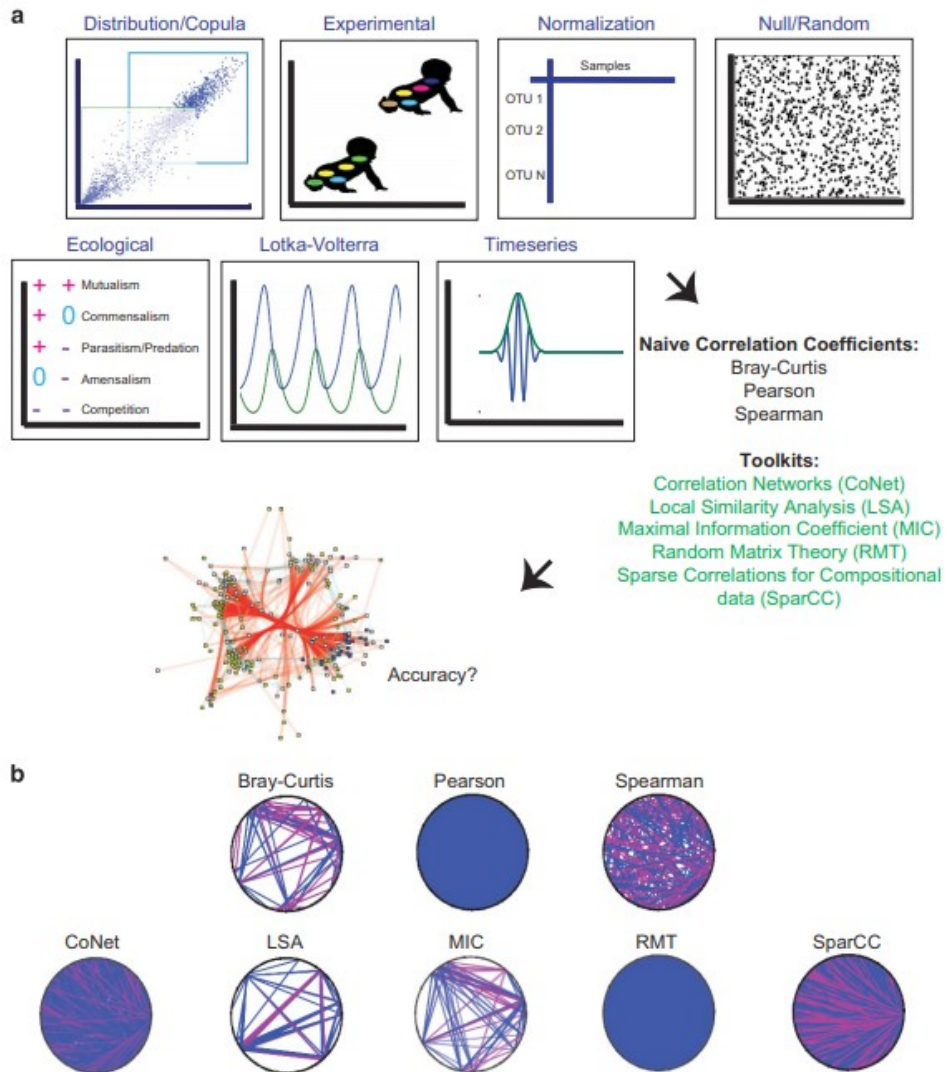 a
Distribution/Copula
Experimental
Normalization
Null/Random
Samples
OTU 1
OTU 2
OTU N
Ecological
Lotka-Volterra
Timeseries
+ + Mutualism
+ 0 Commensalism
+ - Parasitism/Predation
0 - Amensalism
- - Competition
Naive Correlation Coefficients:
Bray-Curtis
Pearson
Spearman
Toolkits:
Correlation Networks (CoNet)
Local Similarity Analysis (LSA)
Maximal Information Coefficient (MIC)
Random Matrix Theory (RMT)
Sparse Correlations for Compositional
data (SparCC)
Accuracy?
b
Bray-Curtis
Pearson
Spearman
CoNet
LSA
MIC
RMT
SparCC